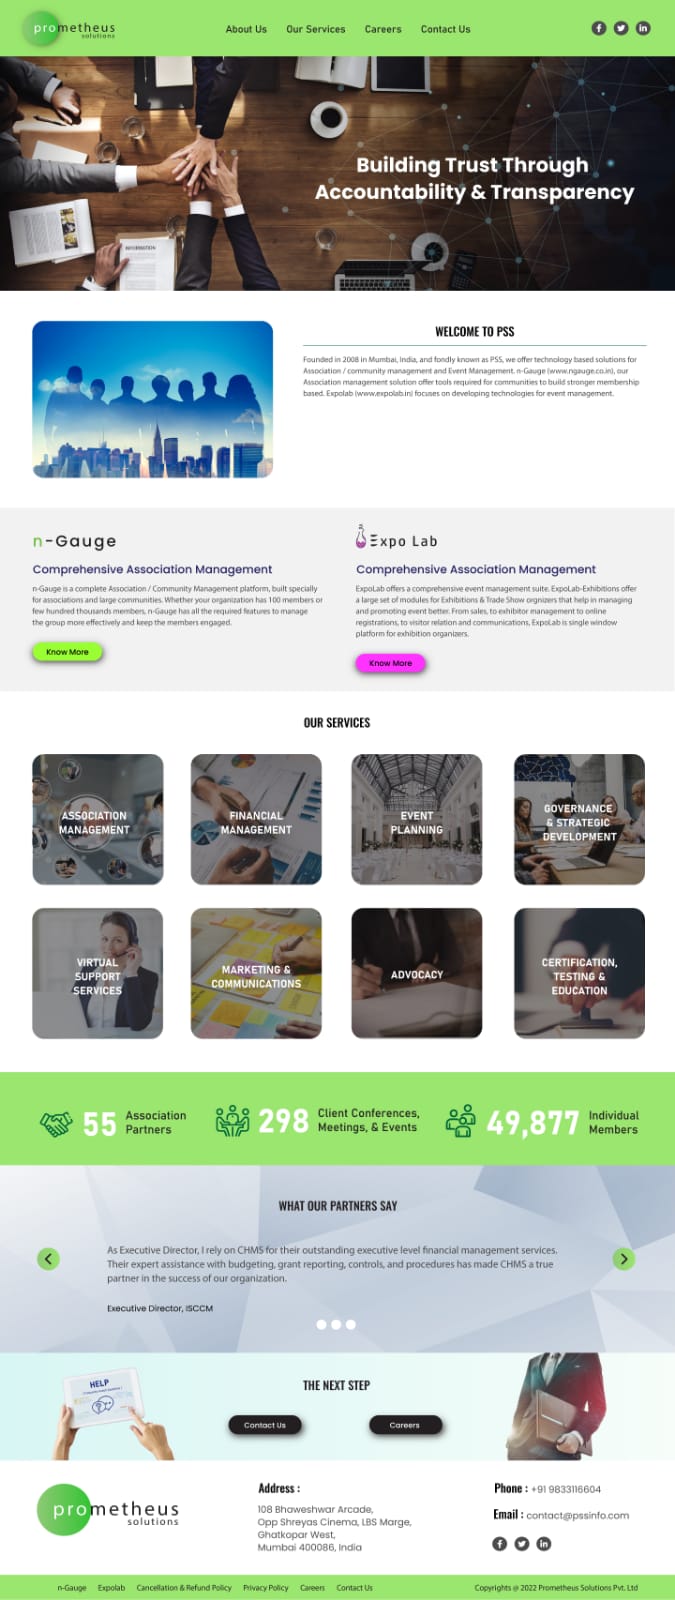 prometheus
solutions
About Us Our Services Careers Contact Us
Building Trust Through
Accountability & Transparency
INFORMATION
WELCOME TO PSS
Founded in 2008 in Mumbai, India, and fondly known as PSS, we offer technology based solutions for
Association / community management and Event Management. n-Gauge (www.ngauge.co.in), our
Association management solution offer tools required for communities to build stronger membership
based. Expolab (www.expolab.in) focuses on developing technologies for event management.
n-Gauge
Comprehensive Association Management
n-Gauge is a complete Association / Community Management platform, built specially
for associations and large communities. Whether your organization has 100 members or
few hundred thousands members, n-Gauge has all the required features to manage
the group more effectively and keep the members engaged.
Know More
Expo Lab
Comprehensive Association Management
ExpoLab offers a comprehensive event management suite. ExpoLab-Exhibitions offer
a large set of modules for Exhibitions & Trade Show orgnizers that help in managing
and promoting event better. From sales, to exhibitor management to online
registrations, to visitor relation and communications, ExpoLab is single window
platform for exhibition organizers.
Know More
OUR SERVICES
ASSOCIATION
MANAGEMENT
FINANCIAL
MANAGEMENT
EVENT
PLANNING
GOVERNANCE
& STRATEGIC
DEVELOPMENT
VIRTUAL
SUPPORT
SERVICES
MARKETING &
COMMUNICATIONS
ADVOCACY
CERTIFICATION,
TESTING &
EDUCATION
55 Association
Partners
298 Client Conferences,
Meetings, & Events
49,877 Individual
Members
WHAT OUR PARTNERS SAY
As Executive Director, I rely on CHMS for their outstanding executive level financial management services.
Their expert assistance with budgeting, grant reporting, controls, and procedures has made CHMS a true
partner in the success of our organization.
Executive Director, ISCCM
HELP
THE NEXT STEP
Contact Us
Careers
prometheus
solutions
Address :
108 Bhaweshwar Arcade,
Opp Shreyas Cinema, LBS Marge,
Ghatkopar West,
Mumbai 400086, India
Phone : +91 9833116604
Email : contact@pssinfo.com
n-Gauge Expolab Cancellation & Refund Policy Privacy Policy Careers Contact Us
Copyrights @ 2022 Prometheus Solutions Pvt. Ltd